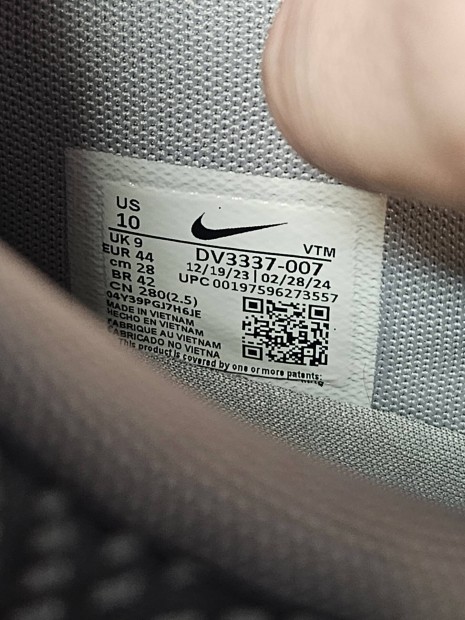 US
10
UK 9
EUR 44
cm 28
BR 42
CN 280(2.5)
04Y39PGJ7H6JE
MADE IN VIETNAM
HECHO EN VIETNAM
FABRIQUE AU VIETNAM
FABRICADO NO VIETNA
VTM
DV3337-007
12/19/23 | 02/28/24
UPC 00197596273557
This product is covered by one or more patents: